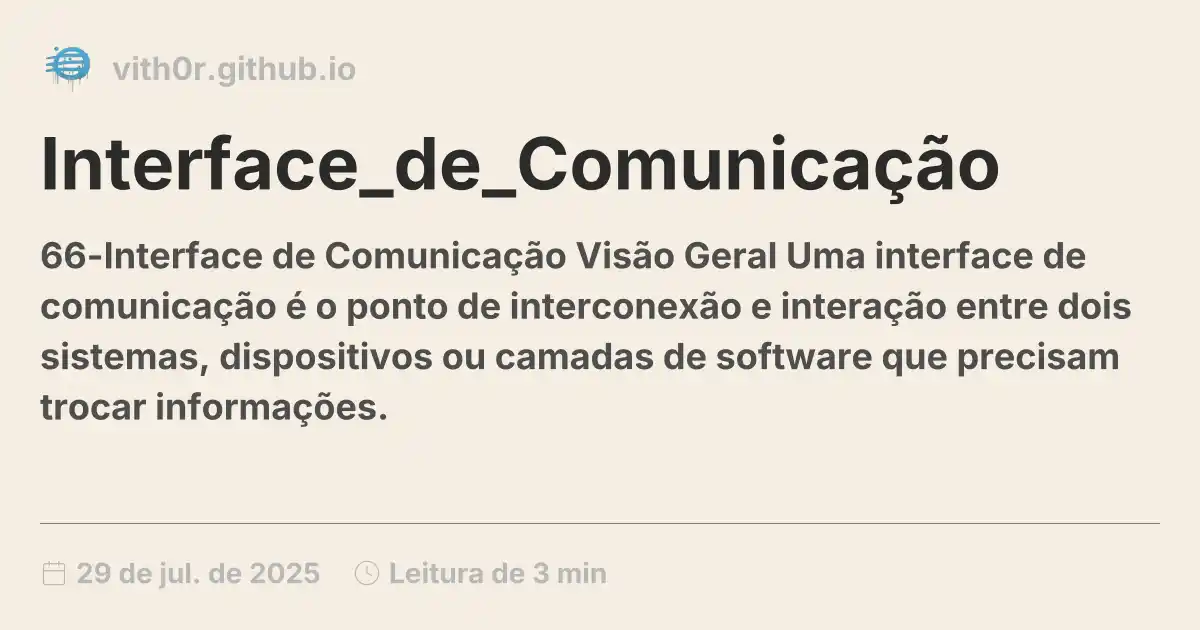 vith0r.github.io
Interface_de_Comunicação
66-Interface de Comunicação Visão Geral Uma interface de
comunicação é o ponto de interconexão e interação entre dois
sistemas, dispositivos ou camadas de software que precisam
trocar informações.
29 de jul. de 2025 Leitura de 3 min